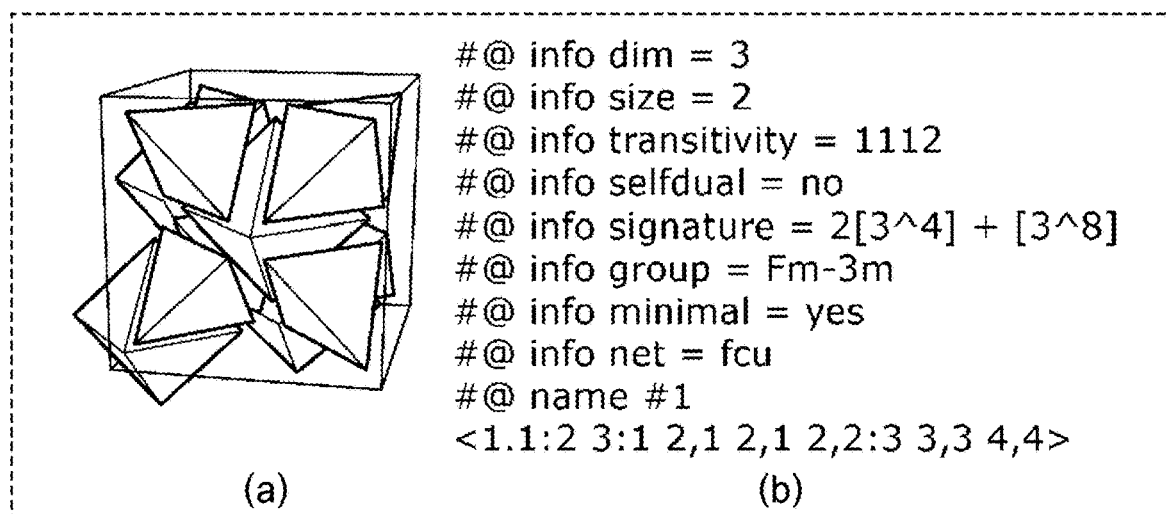 #@ info dim = 3
#@ info size = 2
#@ info transitivity = 1112
#@ info selfdual = no
#@ info signature = 2[3^4] + [3^8]
#@ info group = Fm-3m
#@ info minimal = yes
#@ info net = fcu
#@ name #1
<1.1:2 3:1 2,1 2,1 2,2:3 3,3 4,4>
(a)
(b)